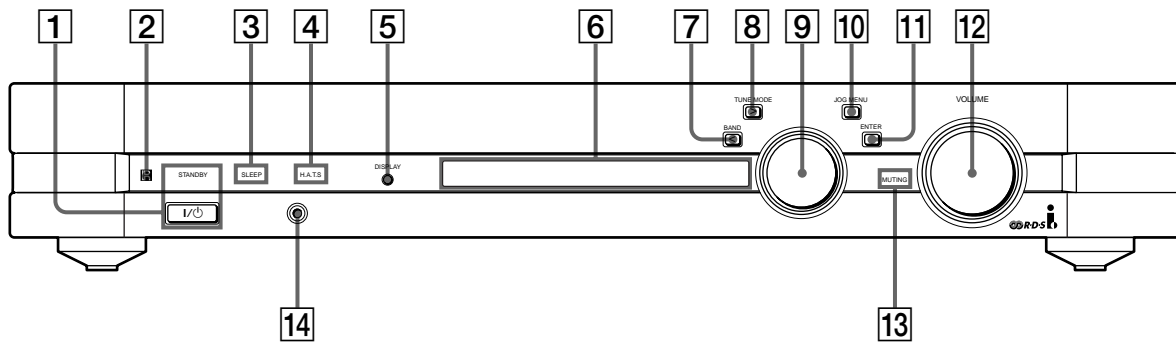 1 2 3 4 5 6 7 8 9 10 11 12
TUNE MODE JOG MENU VOLUME
BAND ENTER
DISPLAY
STANDBY SLEEP H.A.T.S MUTING
I/⏻
R·D·S i
14 13